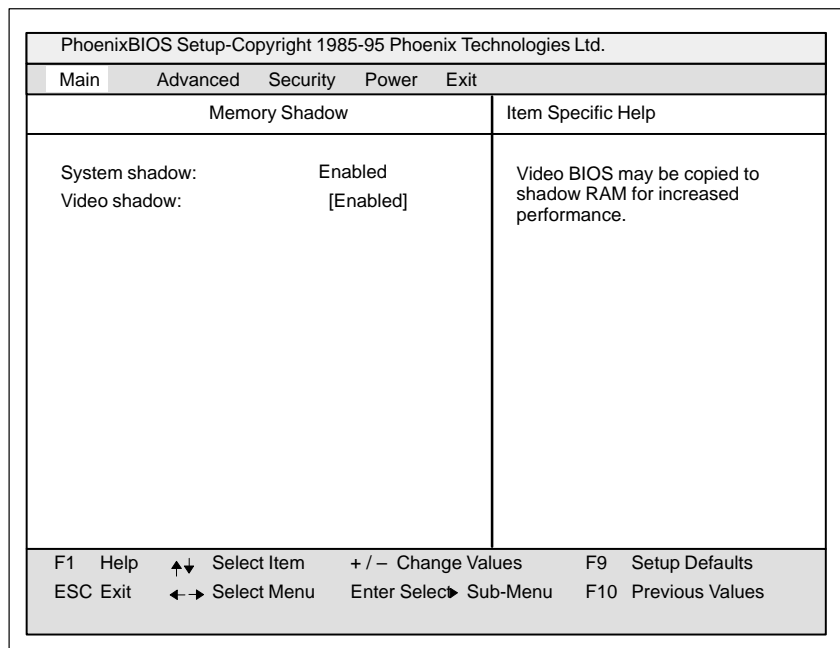 PhoenixBIOS Setup-Copyright 1985-95 Phoenix Technologies Ltd.
Main Advanced Security Power Exit
Memory Shadow
Item Specific Help
System shadow: Enabled
Video shadow: [Enabled]
Video BIOS may be copied to
shadow RAM for increased
performance.
F1 Help Select Item + / – Change Values F9 Setup Defaults
ESC Exit Select Menu Enter Select Sub-Menu F10 Previous Values